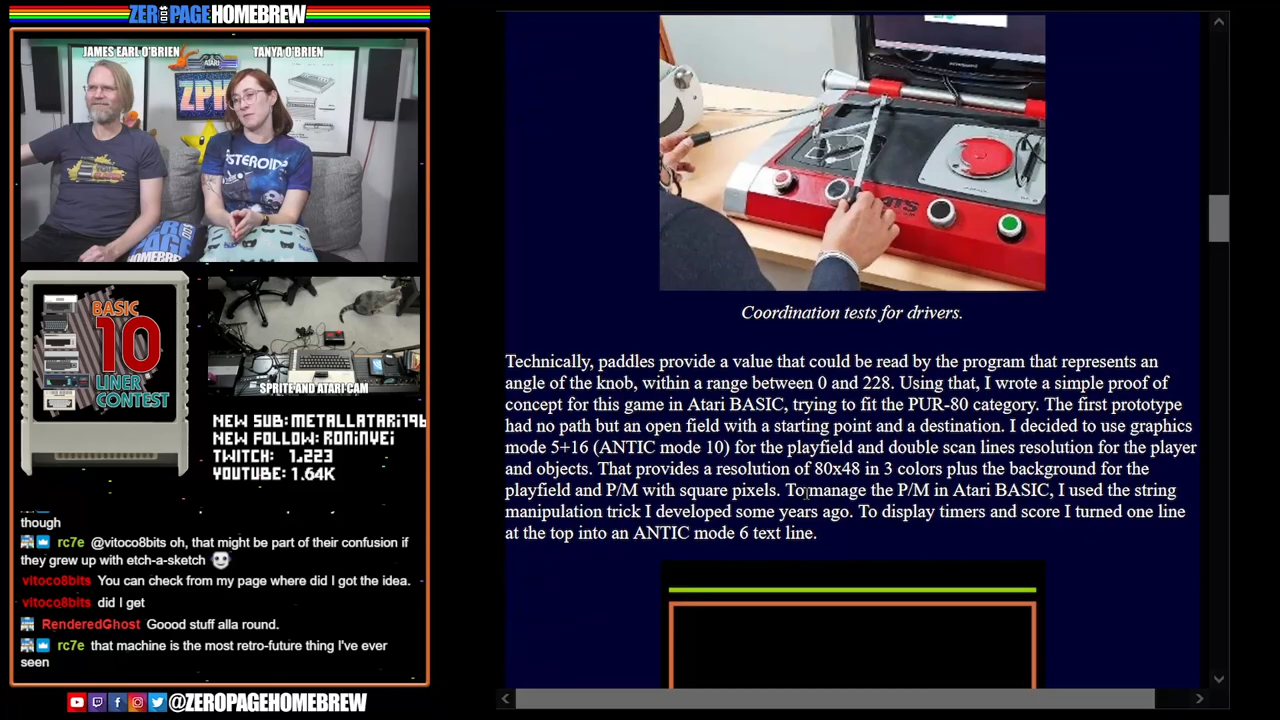 ZERO PAGE HOMEBREW
JAMES EARL O'BRIEN
TANYA O'BRIEN
ATARI
ZPH
ASTEROIDS
BASIC
10
LINER
CONTEST
SPRITE AND ATARI CAM
NEW SUB: METALLATARI196
NEW FOLLOW: RONINVEI
TWITCH: 1,223
YOUTUBE: 1.64K
though
rc7e @vitoco8bits oh, that might be part of their confusion if
they grew up with etch-a-sketch
vitoco8bits You can check from my page where did I got the idea.
vitoco8bits did I get
RenderedGhost Goood stuff alla round.
rc7e that machine is the most retro-future thing I've ever
seen
@ZEROPAGEHOMEBREW
Coordination tests for drivers.
Technically, paddles provide a value that could be read by the program that represents an
angle of the knob, within a range between 0 and 228. Using that, I wrote a simple proof of
concept for this game in Atari BASIC, trying to fit the PUR-80 category. The first prototype
had no path but an open field with a starting point and a destination. I decided to use graphics
mode 5+16 (ANTIC mode 10) for the playfield and double scan lines resolution for the player
and objects. That provides a resolution of 80x48 in 3 colors plus the background for the
playfield and P/M with square pixels. To manage the P/M in Atari BASIC, I used the string
manipulation trick I developed some years ago. To display timers and score I turned one line
at the top into an ANTIC mode 6 text line.